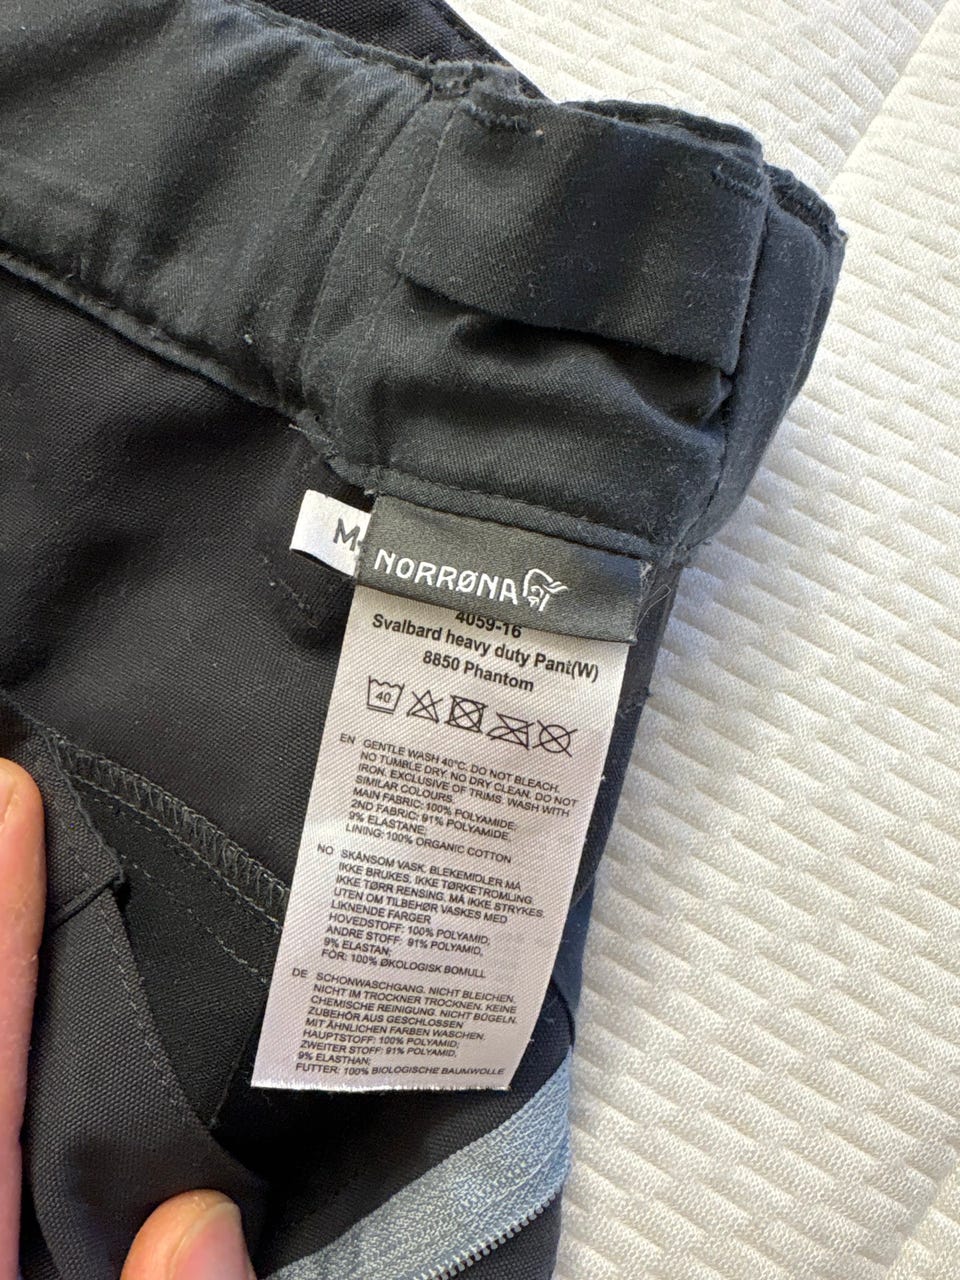 M
NORRØNA
4059-16
Svalbard heavy duty Pant(W)
8850 Phantom
40
EN GENTLE WASH 40°C. DO NOT BLEACH.
NO TUMBLE DRY. NO DRY CLEAN. DO NOT
IRON. EXCLUSIVE OF TRIMS. WASH WITH
SIMILAR COLOURS.
MAIN FABRIC: 100% POLYAMIDE;
2ND FABRIC: 91% POLYAMIDE,
9% ELASTANE;
LINING: 100% ORGANIC COTTON
NO SKÅNSOM VASK. BLEKEMIDLER MÅ
IKKE BRUKES. IKKE TØRKETROMLING.
IKKE TØRR RENSING. MÅ IKKE STRYKES.
UTEN OM TILBEHØR VASKES MED
LIKNENDE FARGER
HOVEDSTOFF: 100% POLYAMID;
ANDRE STOFF: 91% POLYAMID,
9% ELASTAN;
FÔR: 100% ØKOLOGISK BOMULL
DE SCHONWASCHGANG. NICHT BLEICHEN.
NICHT IM TROCKNER TROCKNEN. KEINE
CHEMISCHE REINIGUNG. NICHT BÜGELN.
ZUBEHÖR AUS GESCHLOSSEN
MIT ÄHNLICHEN FARBEN WASCHEN.
HAUPTSTOFF: 100% POLYAMID;
ZWEITER STOFF: 91% POLYAMID,
9% ELASTHAN;
FUTTER: 100% BIOLOGISCHE BAUMWOLLE